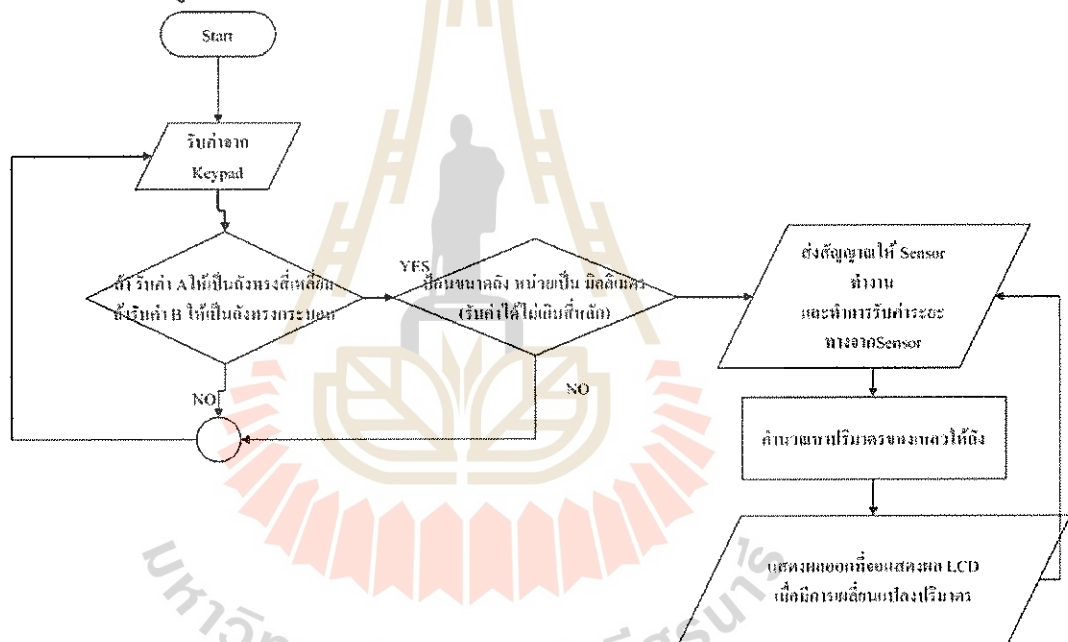 Start
รับค่าจาก
Keypad
ถ้า รับค่า A ให้เป็นถังทรงสี่เหลี่ยม
ถ้ารับค่า B ให้เป็นถังทรงกระบอก
YES
ป้อนขนาดถัง หน่วยเป็น มิลลิเมตร
(รับค่าได้ไม่เกินสี่หลัก)
NO
NO
ส่งสัญญาณให้ Sensor
ทำงาน
และทำการรับค่าระยะ
ทางจากSensor
คำนวณหาปริมาตรของเหลวให้ถัง
แสดงผลออกที่จอแสดงผล LCD
เมื่อมีการเปลี่ยนแปลงปริมาตร